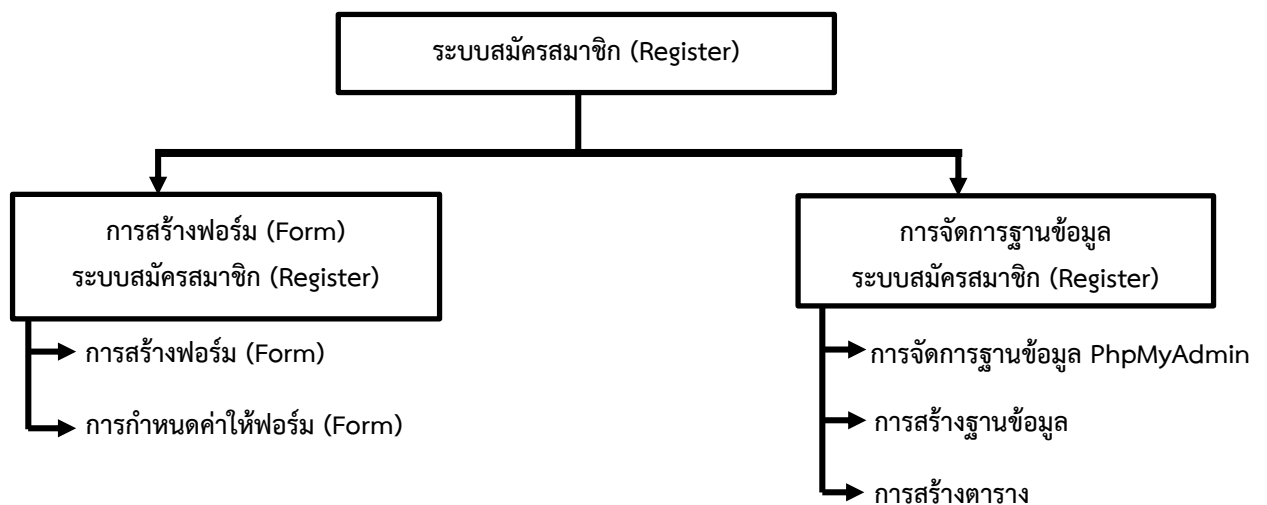 ระบบสมัครสมาชิก (Register)
การสร้างฟอร์ม (Form)
ระบบสมัครสมาชิก (Register)
การสร้างฟอร์ม (Form)
การกำหนดค่าให้ฟอร์ม (Form)
การจัดการฐานข้อมูล
ระบบสมัครสมาชิก (Register)
การจัดการฐานข้อมูล PhpMyAdmin
การสร้างฐานข้อมูล
การสร้างตาราง